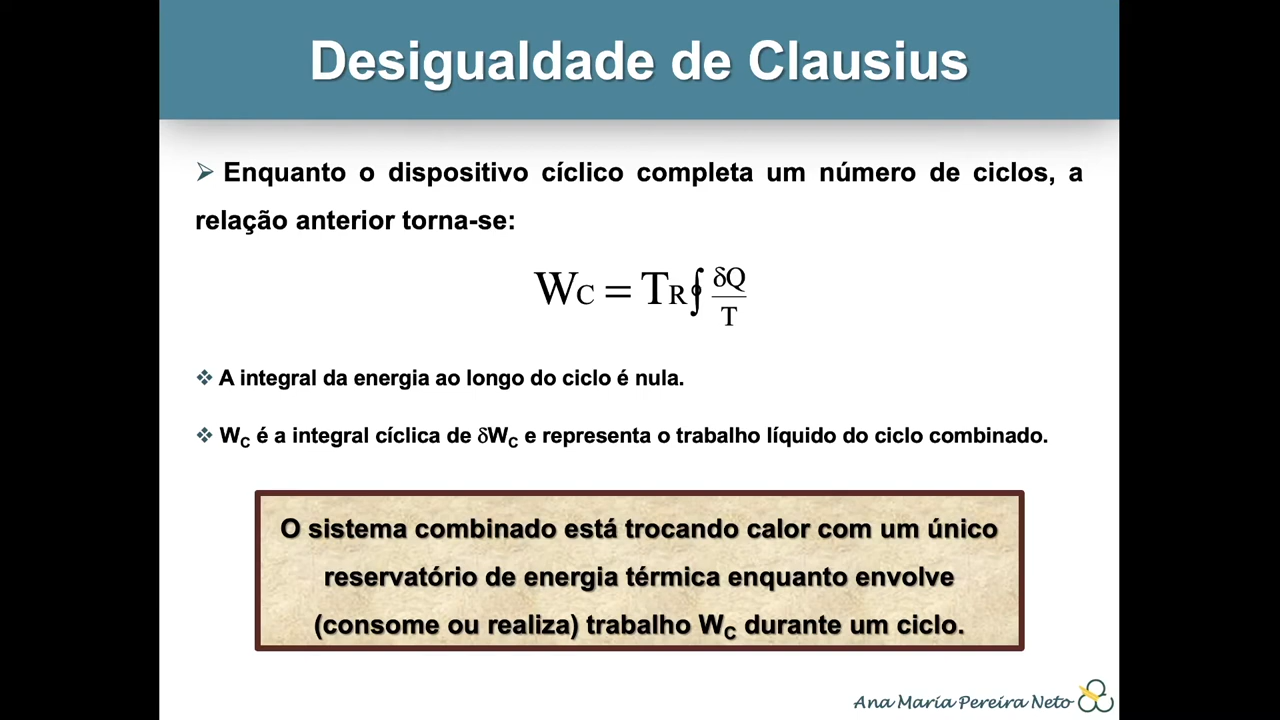 Desigualdade de Clausius
Enquanto o dispositivo cíclico completa um número de ciclos, a
relação anterior torna-se:
WC = TR∮ δQ/T
A integral da energia ao longo do ciclo é nula.
WC é a integral cíclica de δWC e representa o trabalho líquido do ciclo combinado.
O sistema combinado está trocando calor com um único
reservatório de energia térmica enquanto envolve
(consome ou realiza) trabalho WC durante um ciclo.
Ana Maria Pereira Neto